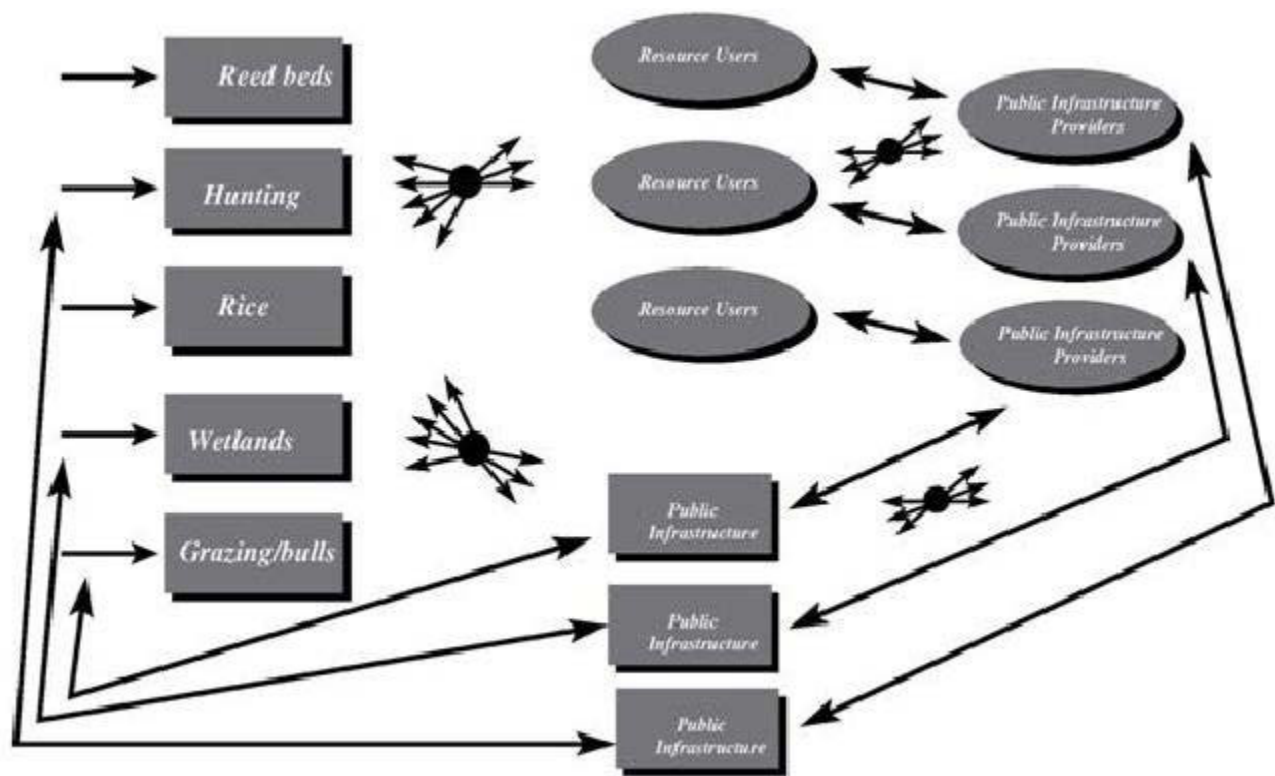 Reed beds
Hunting
Rice
Wetlands
Grazing/bulls
Resource Users
Resource Users
Resource Users
Public Infrastructure
Providers
Public Infrastructure
Providers
Public Infrastructure
Providers
Public
Infrastructure
Public
Infrastructure
Public
Infrastructure